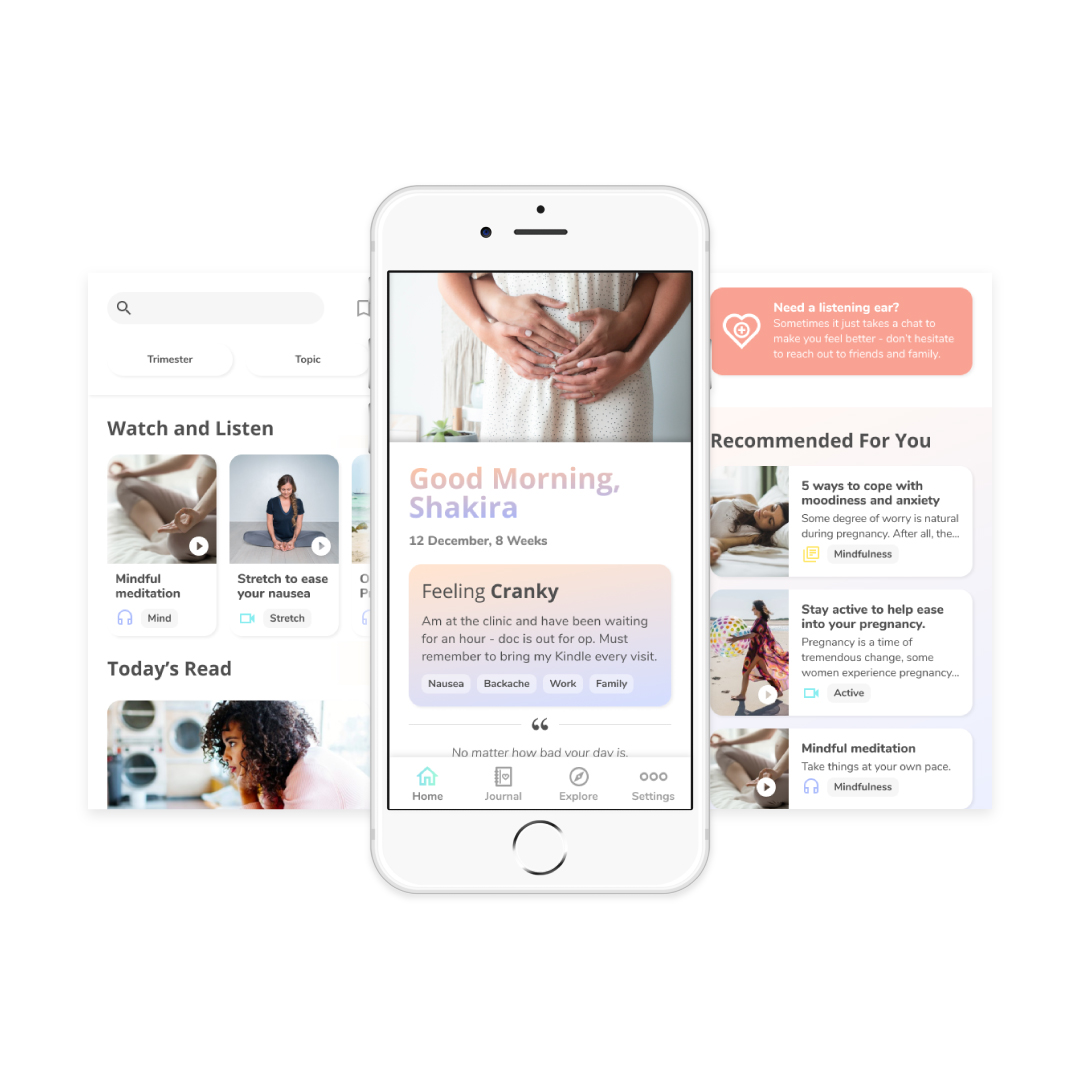 Trimester
Topic
Watch and Listen
Mindful
meditation
Mind
Stretch to ease
your nausea
Stretch
Today’s Read
Good Morning,
Shakira
12 December, 8 Weeks
Feeling Cranky
Am at the clinic and have been waiting
for an hour - doc is out for op. Must
remember to bring my Kindle every visit.
Nausea
Backache
Work
Family
“
No matter how bad your day is,
Home
Journal
Explore
Settings
Need a listening ear?
Sometimes it just takes a chat to
make you feel better - don’t hesitate
to reach out to friends and family.
Recommended For You
5 ways to cope with
moodiness and anxiety
Some degree of worry is natural
during pregnancy. After all, the...
Mindfulness
Stay active to help ease
into your pregnancy.
Pregnancy is a time of
tremendous change, some
women experience pregnancy...
Active
Mindful meditation
Take things at your own pace.
Mindfulness